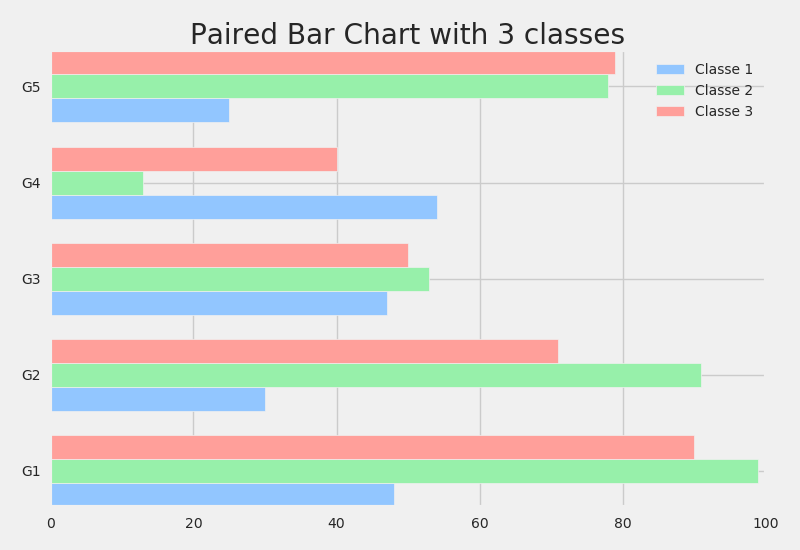 Paired Bar Chart with 3 classes
Classe 1
Classe 2
Classe 3
G5
G4
G3
G2
G1
0 20 40 60 80 100